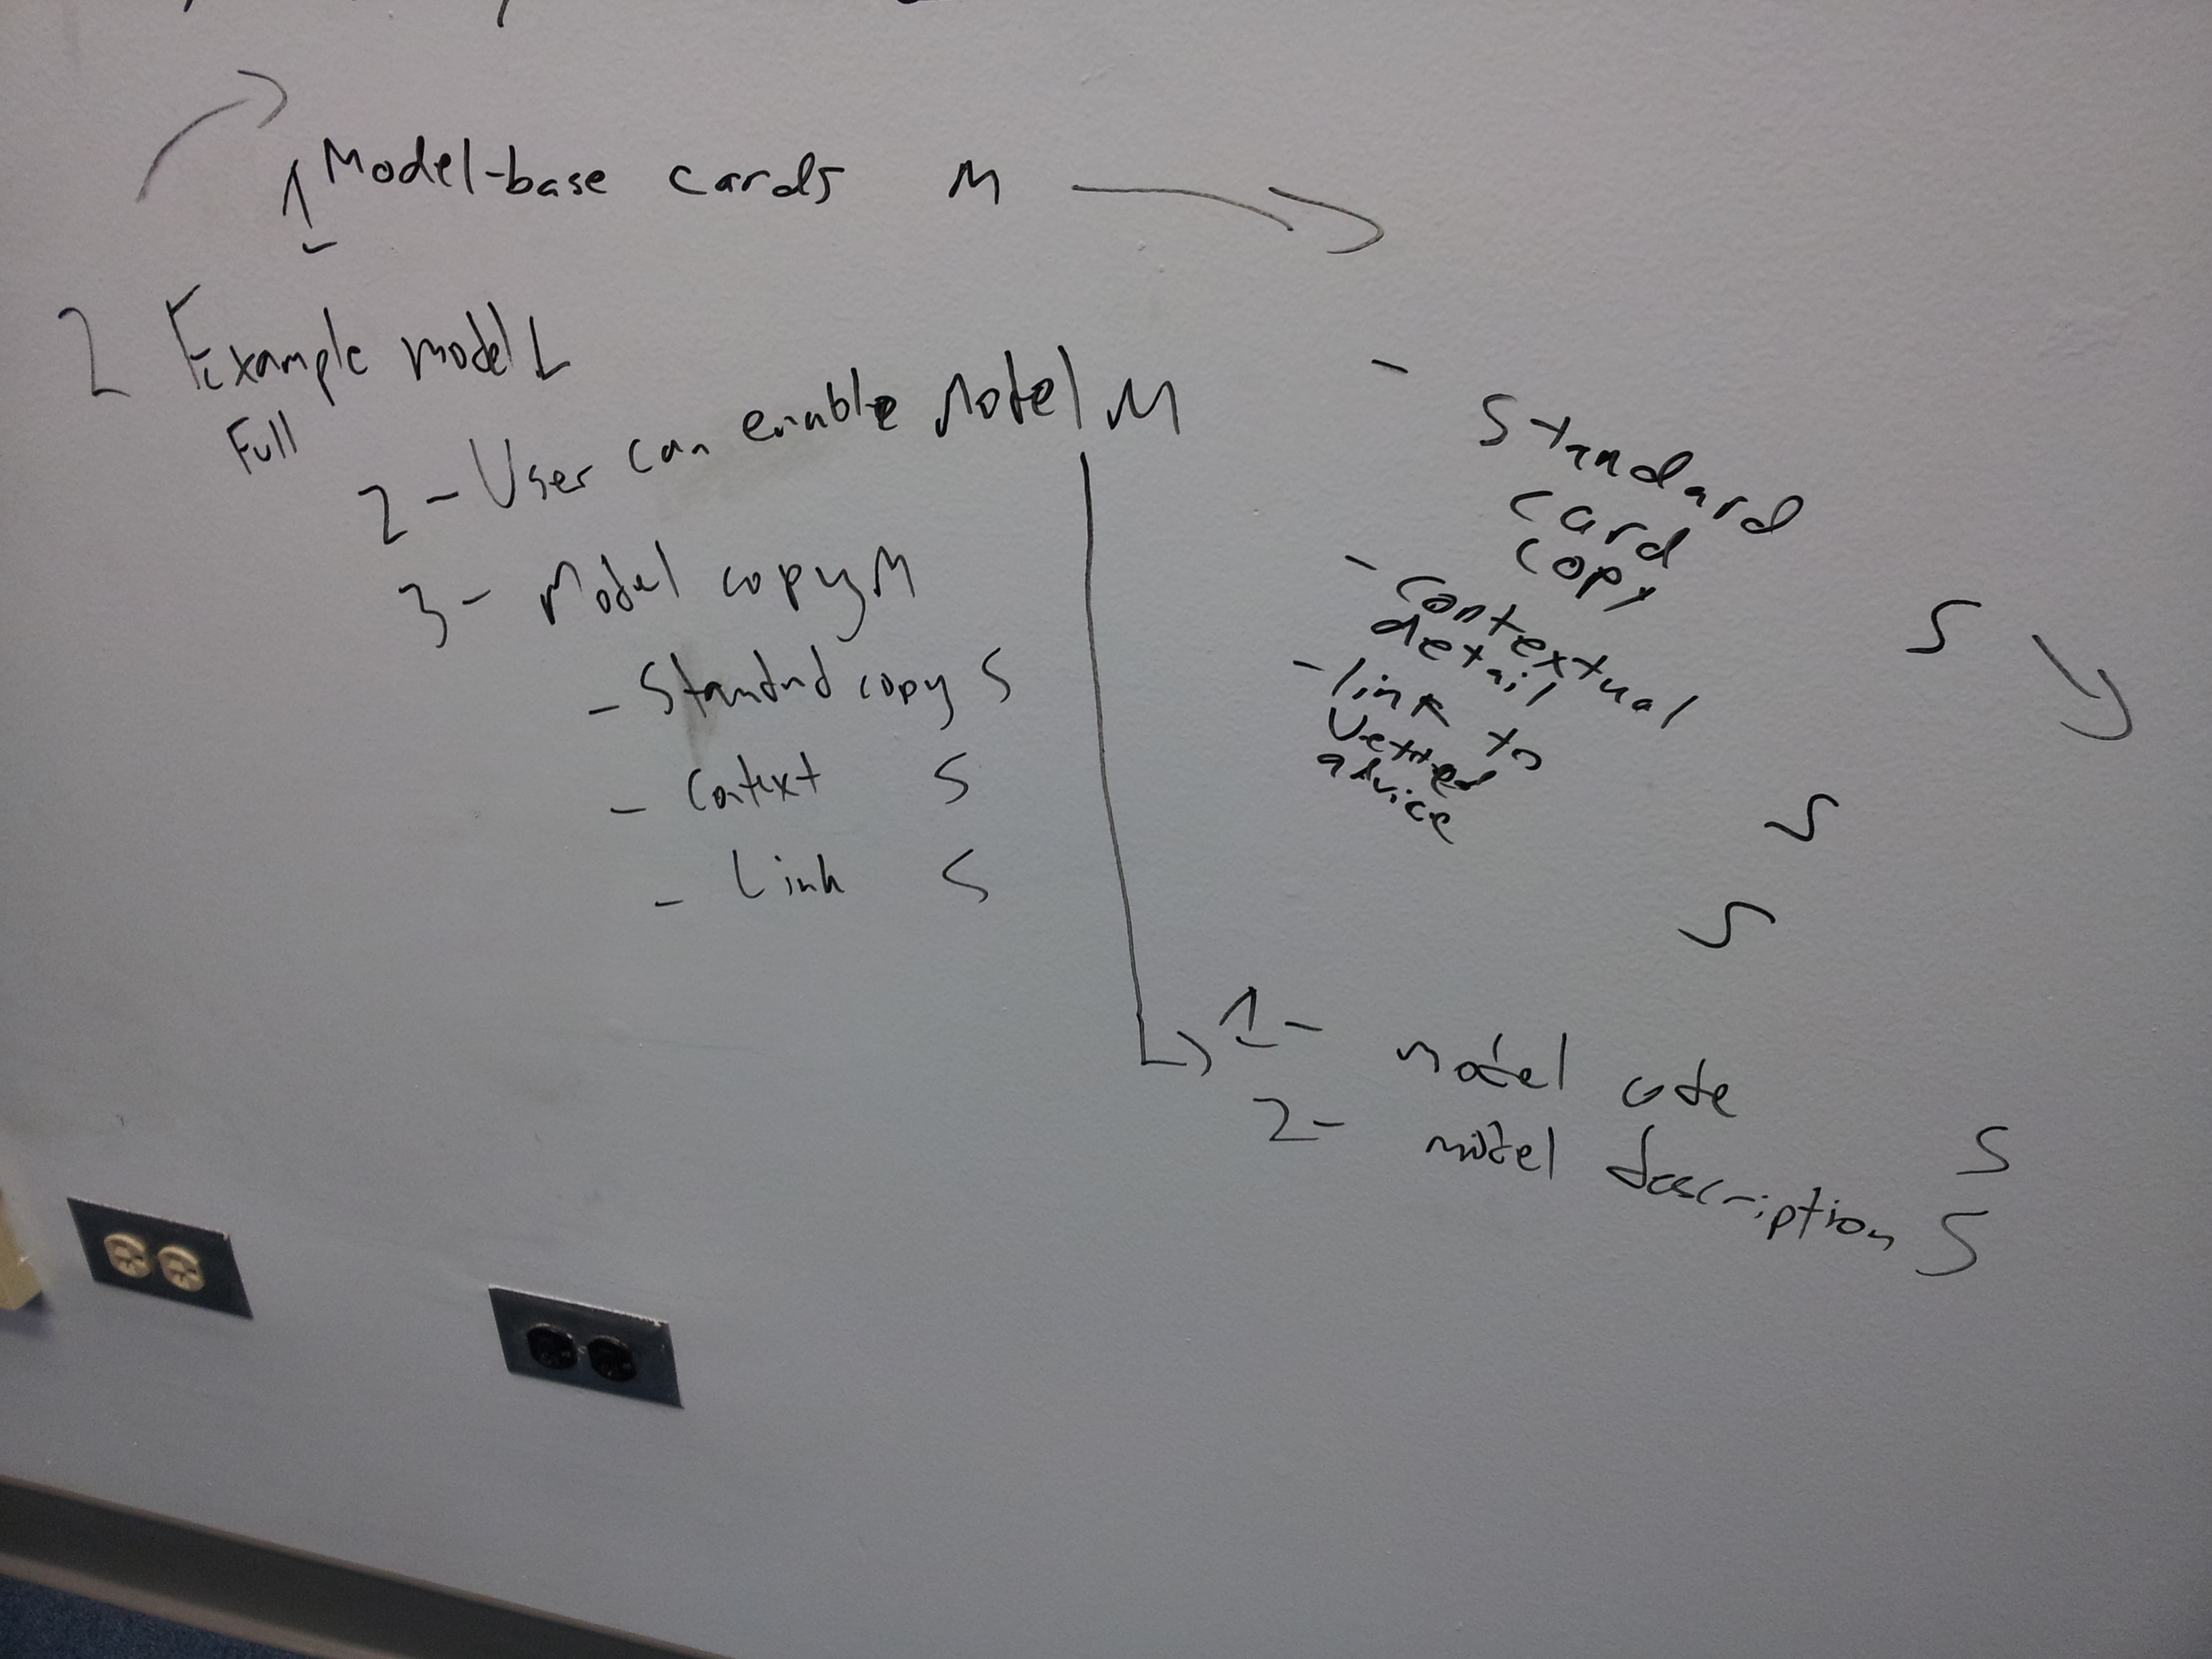 1 Model-base cards M
2 Example model L
Full
2 - User can enable model M
3 - Model copy M
- Standard copy S
- Context S
- Link S
- Standard
card
copy S
- contextual
detail S
- link to
vetted
advice S
1 - model code S
2 - model description S